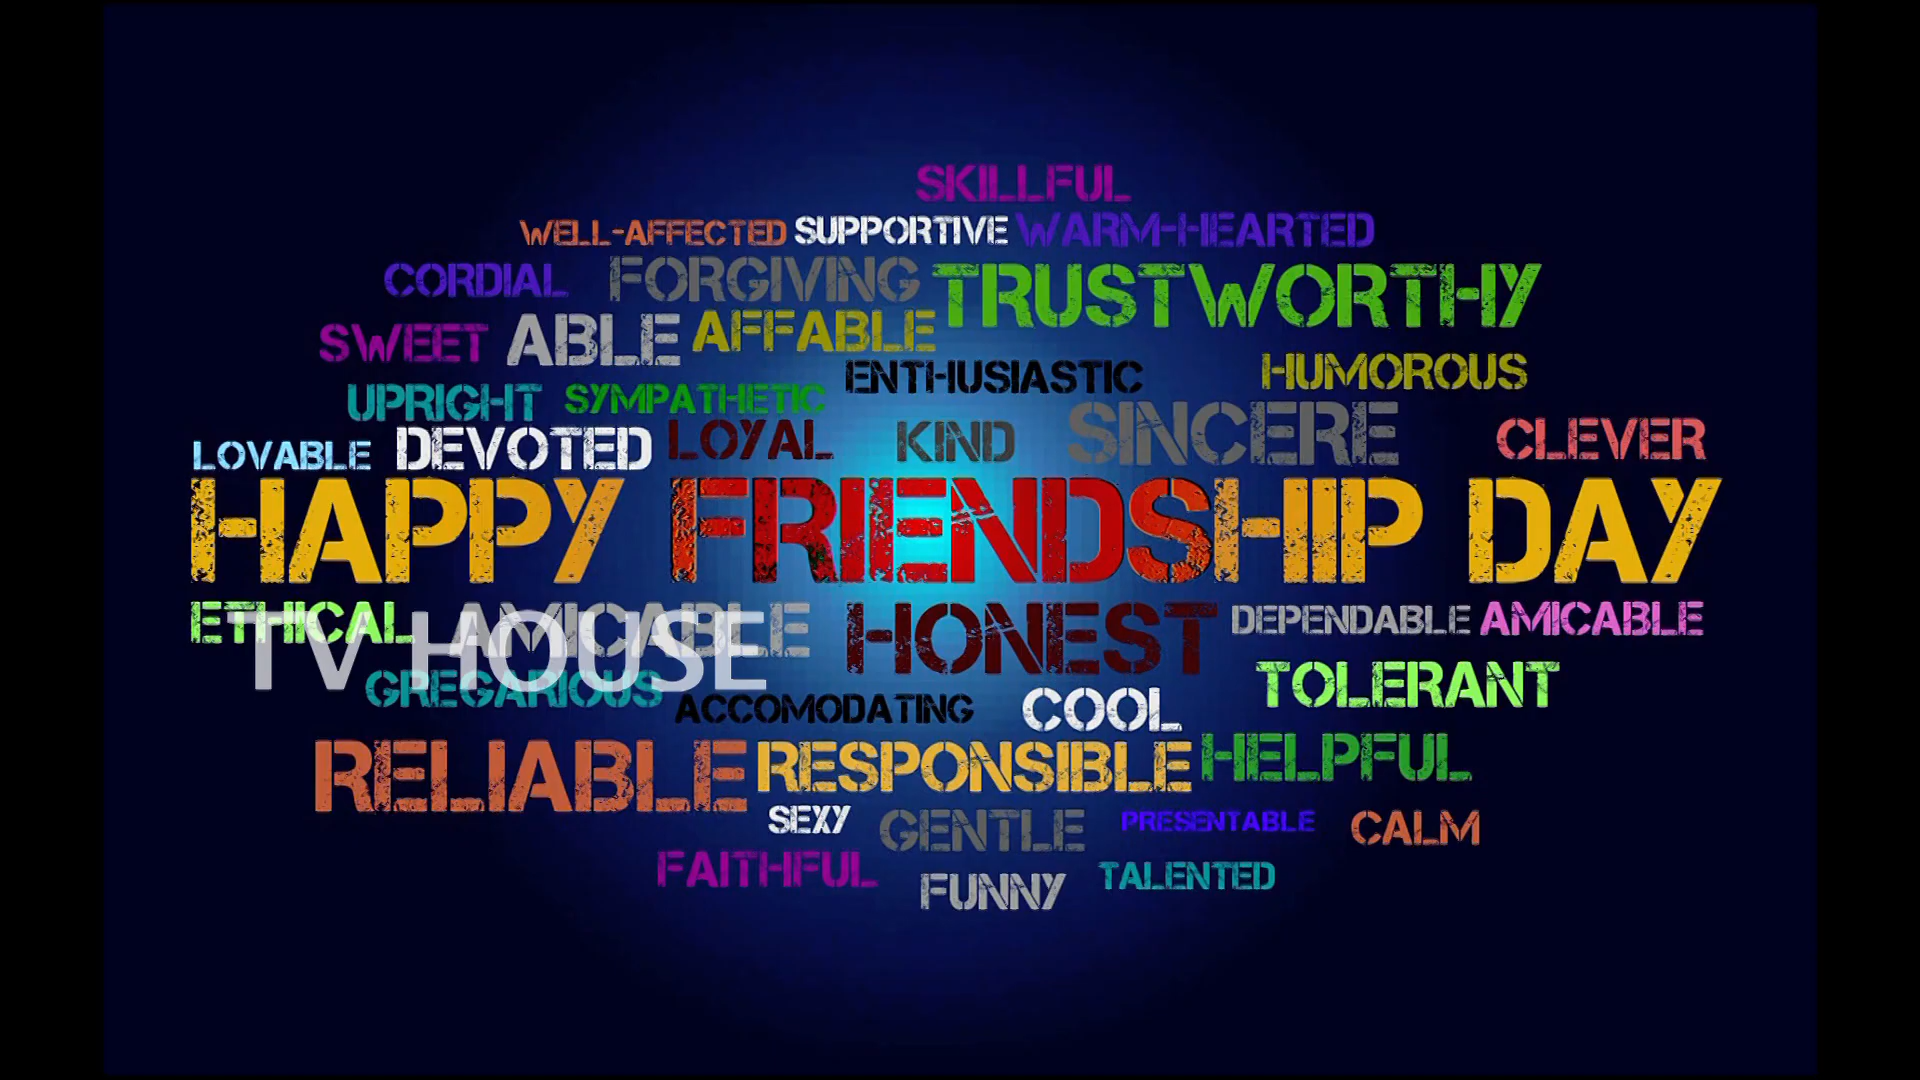 SKILLFUL
WELL-AFFECTED SUPPORTIVE WARM-HEARTED
CORDIAL FORGIVING TRUSTWORTHY
SWEET ABLE AFFABLE
ENTHUSIASTIC HUMOROUS
UPRIGHT SYMPATHETIC
LOVABLE DEVOTED LOYAL KIND SINCERE CLEVER
HAPPY FRIENDSHIP DAY
ETHICAL AMICABLE HONEST DEPENDABLE AMICABLE
TV HOUSE
GREGARIOUS ACCOMODATING COOL TOLERANT
RELIABLE RESPONSIBLE HELPFUL
SEXY GENTLE PRESENTABLE CALM
FAITHFUL FUNNY TALENTED